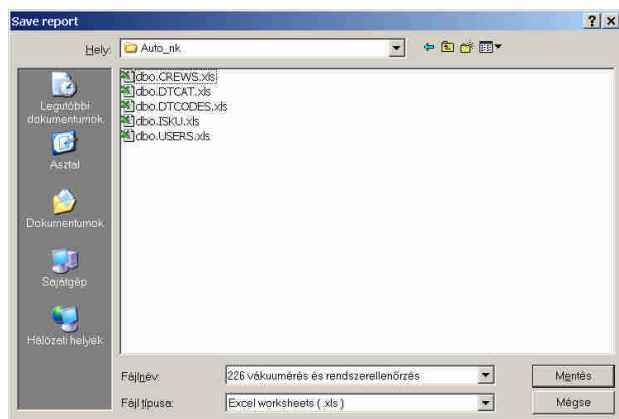 Save report
Hely:
Auto_nk
dbo.CREWS.xls
dbo.DTCAT.xls
dbo.DTCODES.xls
dbo.ISKU.xls
dbo.USERS.xls
Legutóbbi
dokumentumok
Asztal
Dokumentumok
Sajátgép
Hálózati helyek
Fájlnév:
226 vákuumérés és rendszerellenőrzés
Mentés
Fájl típusa:
Excel worksheets (.xls)
Mégse